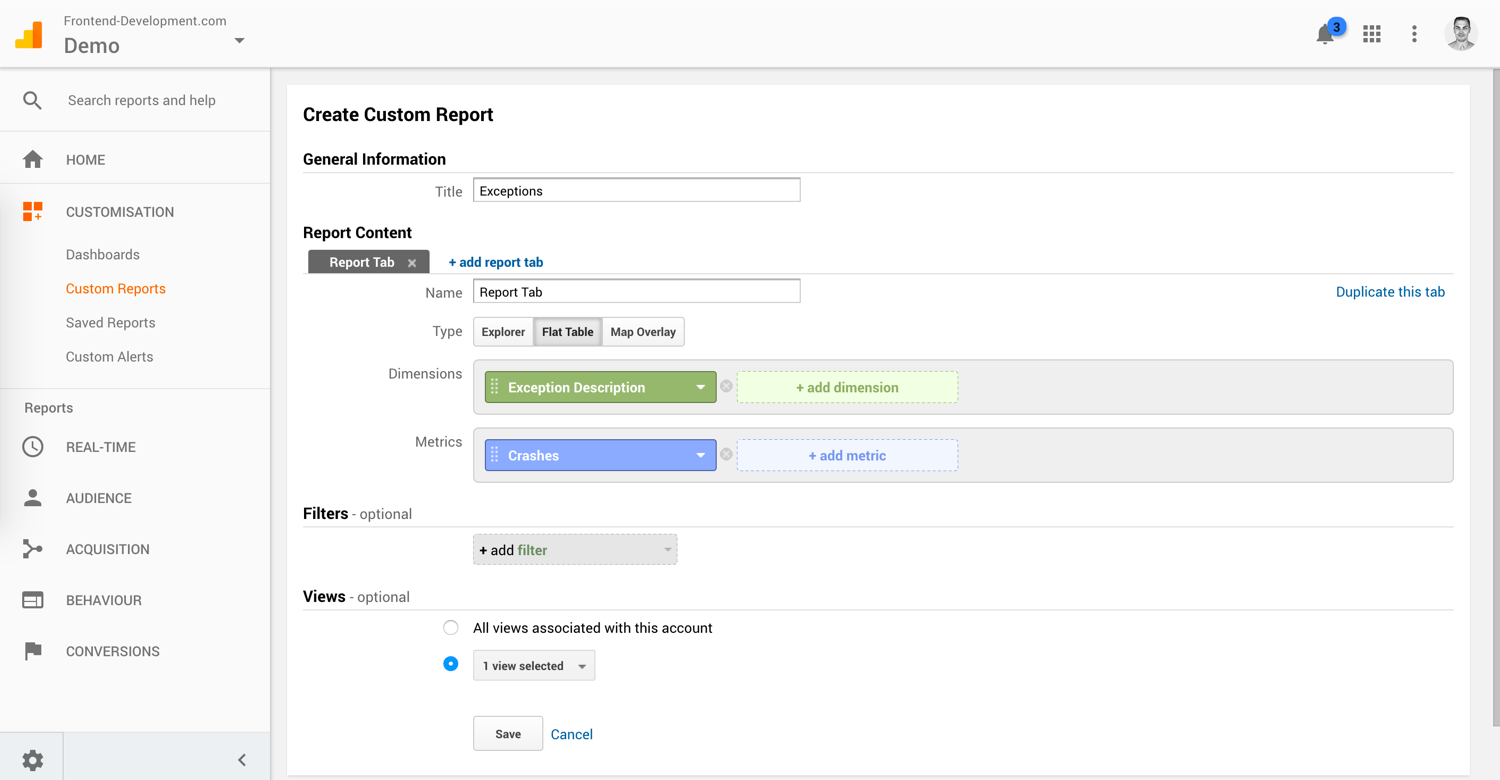 Frontend-Development.com
Demo
3
Search reports and help
HOME
CUSTOMISATION
Dashboards
Custom Reports
Saved Reports
Custom Alerts
Reports
REAL-TIME
AUDIENCE
ACQUISITION
BEHAVIOUR
CONVERSIONS
Create Custom Report
General Information
Title Exceptions
Report Content
Report Tab + add report tab
Name Report Tab Duplicate this tab
Type Explorer Flat Table Map Overlay
Dimensions Exception Description + add dimension
Metrics Crashes + add metric
Filters - optional
+ add filter
Views - optional
All views associated with this account
1 view selected
Save Cancel